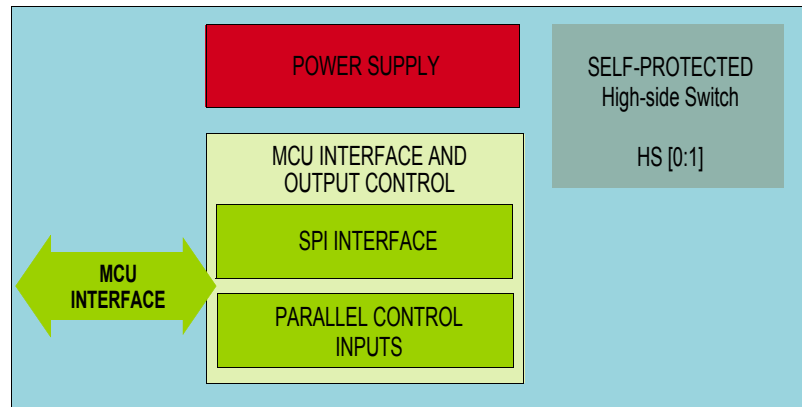 POWER SUPPLY
SELF-PROTECTED
High-side Switch
HS [0:1]
MCU INTERFACE AND
OUTPUT CONTROL
SPI INTERFACE
MCU
INTERFACE
PARALLEL CONTROL
INPUTS